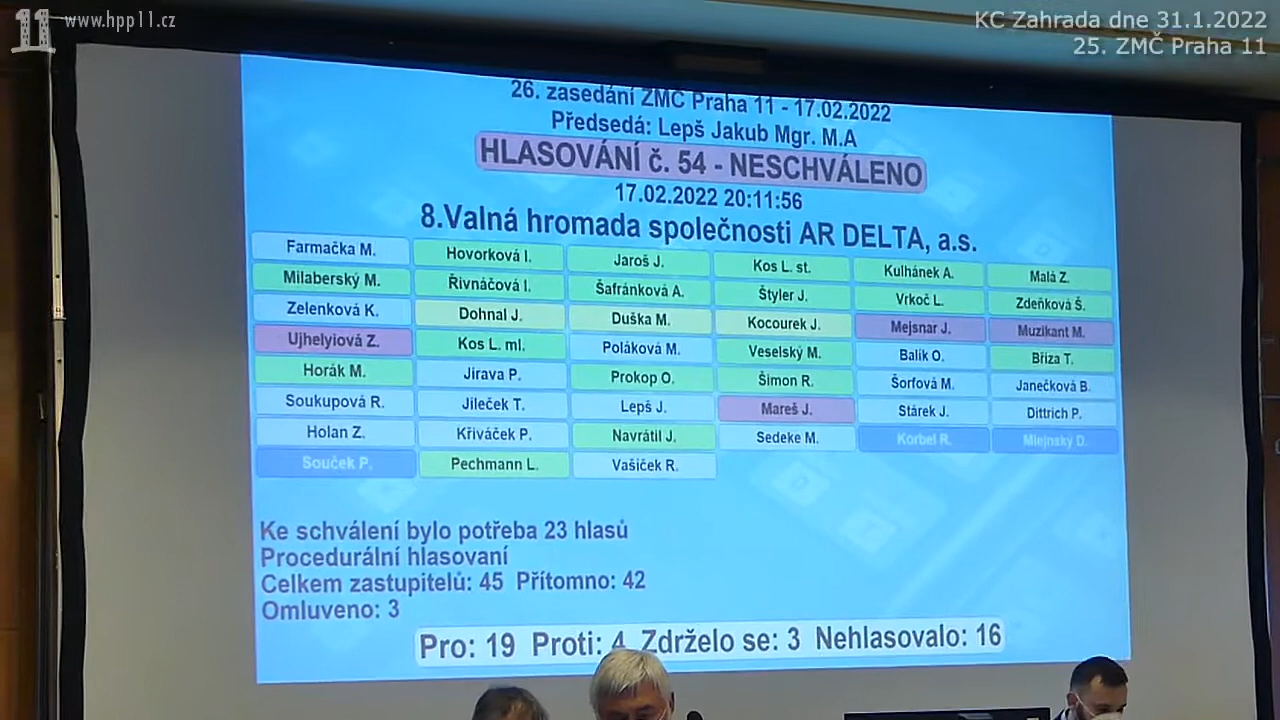 11 www.hpp11.cz
KC Zahrada dne 31.1.2022
25. ZMČ Praha 11
26. zasedání ZMČ Praha 11 - 17.02.2022
Předsedá: Lepš Jakub Mgr. M.A
HLASOVÁNÍ č. 54 - NESCHVÁLENO
17.02.2022 20:11:56
8.Valná hromada společnosti AR DELTA, a.s.
Farmačka M. Hovorková I. Jaroš J. Kos L. st. Kulhánek A. Malá Z.
Milaberský M. Řivnáčová I. Šafránková A. Štyler J. Vrkoč L. Zdeňková Š.
Zelenková K. Dohnal J. Duška M. Kocourek J. Mejsnar J. Muzikant M.
Ujhelyiová Z. Kos L. ml. Poláková M. Veselský M. Balík O. Bříza T.
Horák M. Jirava P. Prokop O. Šimon R. Šorfová M. Janečková B.
Soukupová R. Jileček T. Lepš J. Mareš J. Stárek J. Dittrich P.
Holan Z. Křiváček P. Navrátil J. Sedeke M. Korbel R. Mlejnský D.
Souček P. Pechmann L. Vašíček R.
Ke schválení bylo potřeba 23 hlasů
Procedurální hlasovaní
Celkem zastupitelů: 45 Přítomno: 42
Omluveno: 3
Pro: 19 Proti: 4 Zdrželo se: 3 Nehlasovalo: 16